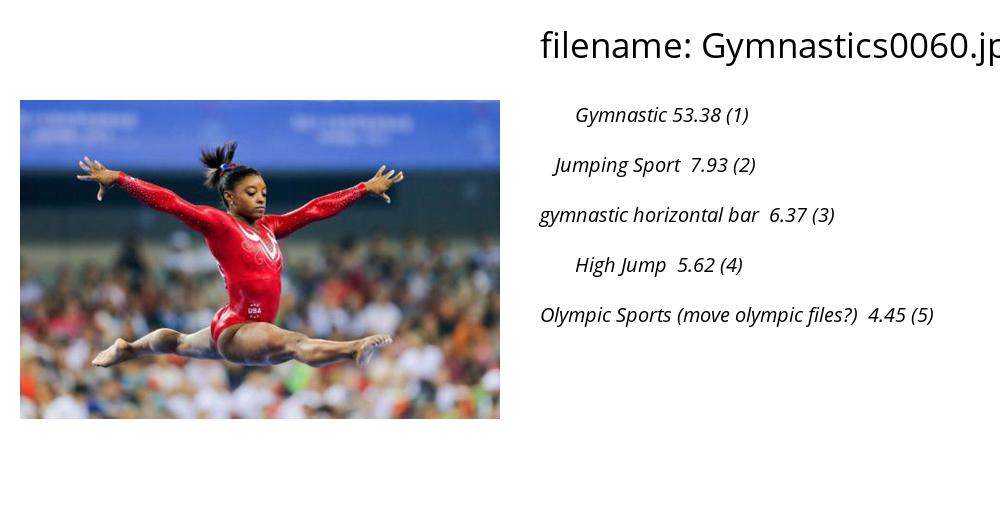 filename: Gymnastics0060.jp
Gymnastic 53.38 (1)
Jumping Sport 7.93 (2)
gymnastic horizontal bar 6.37 (3)
High Jump 5.62 (4)
Olympic Sports (move olympic files?) 4.45 (5)
USA